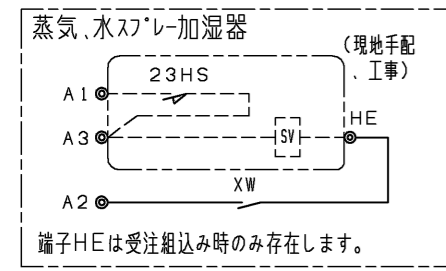 蒸気、水スプレー加湿器
(現地手配
、工事)
23HS
A1
HE
A3
SV
XW
A2
端子HEは受注組込み時のみ存在します。